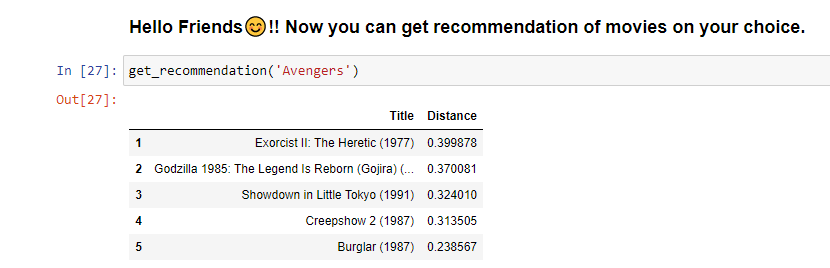 Hello Friends😊!! Now you can get recommendation of movies on your choice.
In [27]: get_recommendation('Avengers')
Out[27]:
Title Distance
1 Exorcist II: The Heretic (1977) 0.399878
2 Godzilla 1985: The Legend Is Reborn (Gojira) (... 0.370081
3 Showdown in Little Tokyo (1991) 0.324010
4 Creepshow 2 (1987) 0.313505
5 Burglar (1987) 0.238567